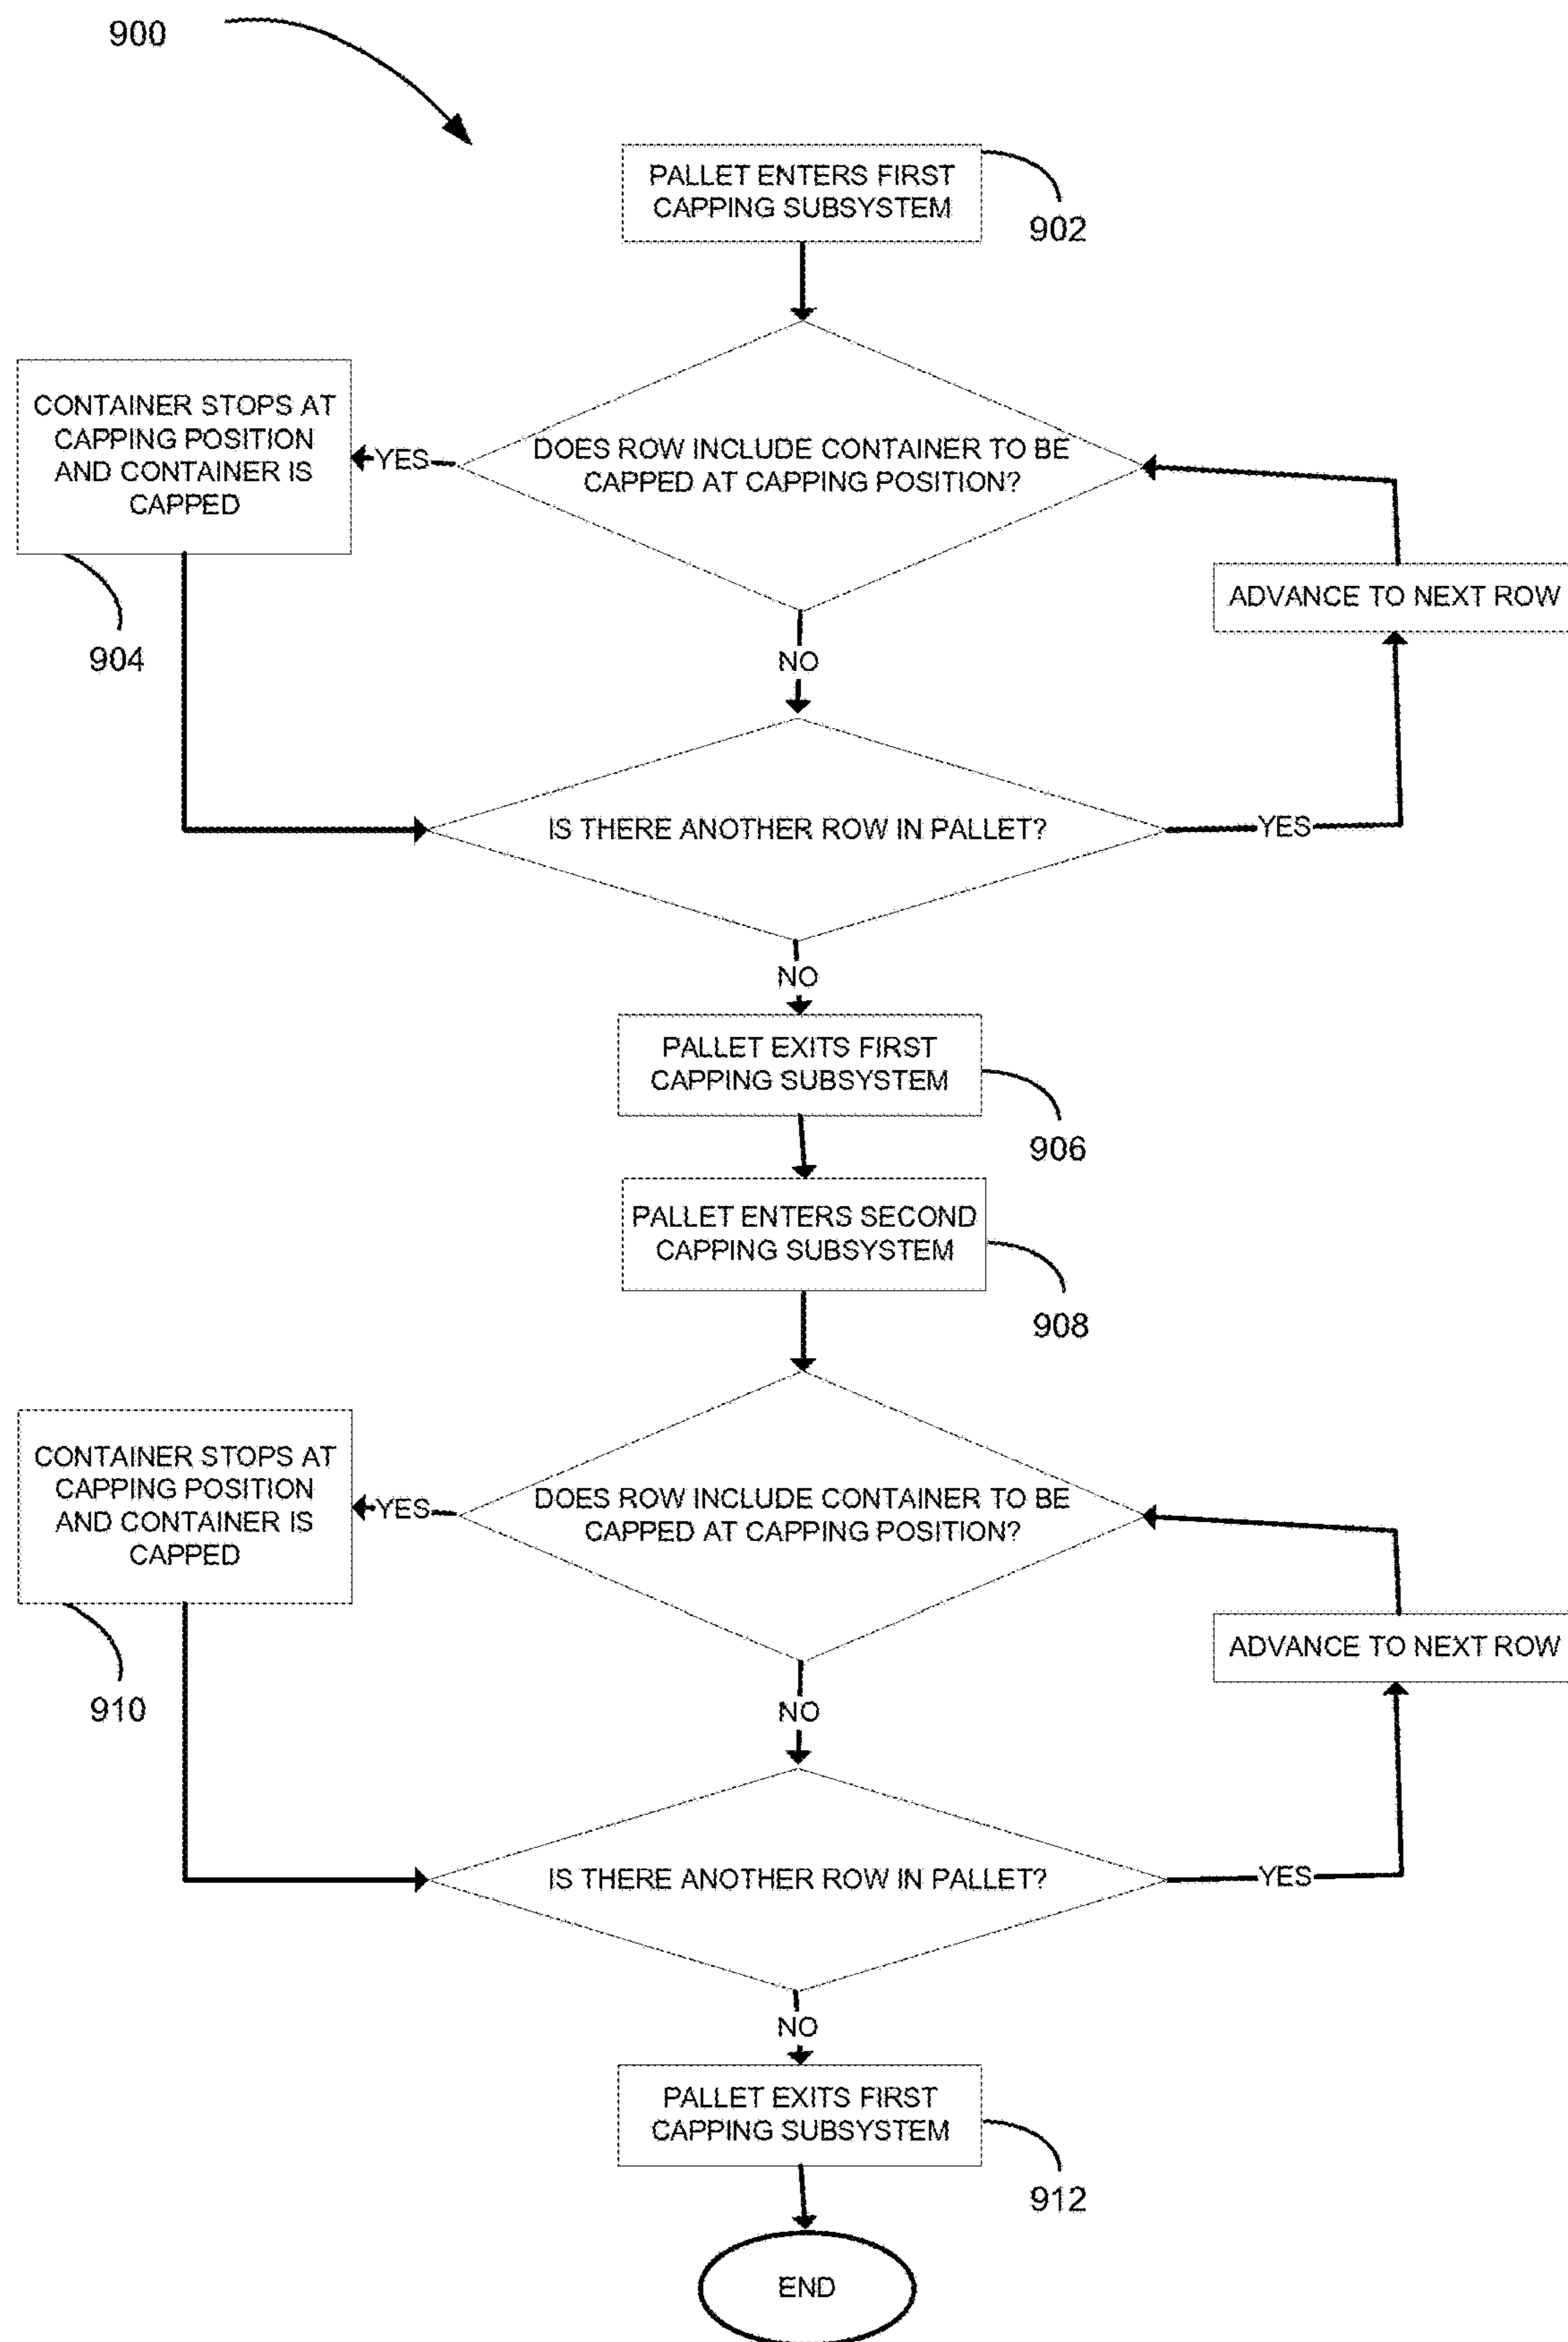 900
PALLET ENTERS FIRST
CAPPING SUBSYSTEM
902
CONTAINER STOPS AT
CAPPING POSITION
AND CONTAINER IS
CAPPED
904
YES
DOES ROW INCLUDE CONTAINER TO BE
CAPPED AT CAPPING POSITION?
ADVANCE TO NEXT ROW
NO
IS THERE ANOTHER ROW IN PALLET?
YES
NO
PALLET EXITS FIRST
CAPPING SUBSYSTEM
906
PALLET ENTERS SECOND
CAPPING SUBSYSTEM
908
CONTAINER STOPS AT
CAPPING POSITION
AND CONTAINER IS
CAPPED
910
YES
DOES ROW INCLUDE CONTAINER TO BE
CAPPED AT CAPPING POSITION?
ADVANCE TO NEXT ROW
NO
IS THERE ANOTHER ROW IN PALLET?
YES
NO
PALLET EXITS FIRST
CAPPING SUBSYSTEM
912
END